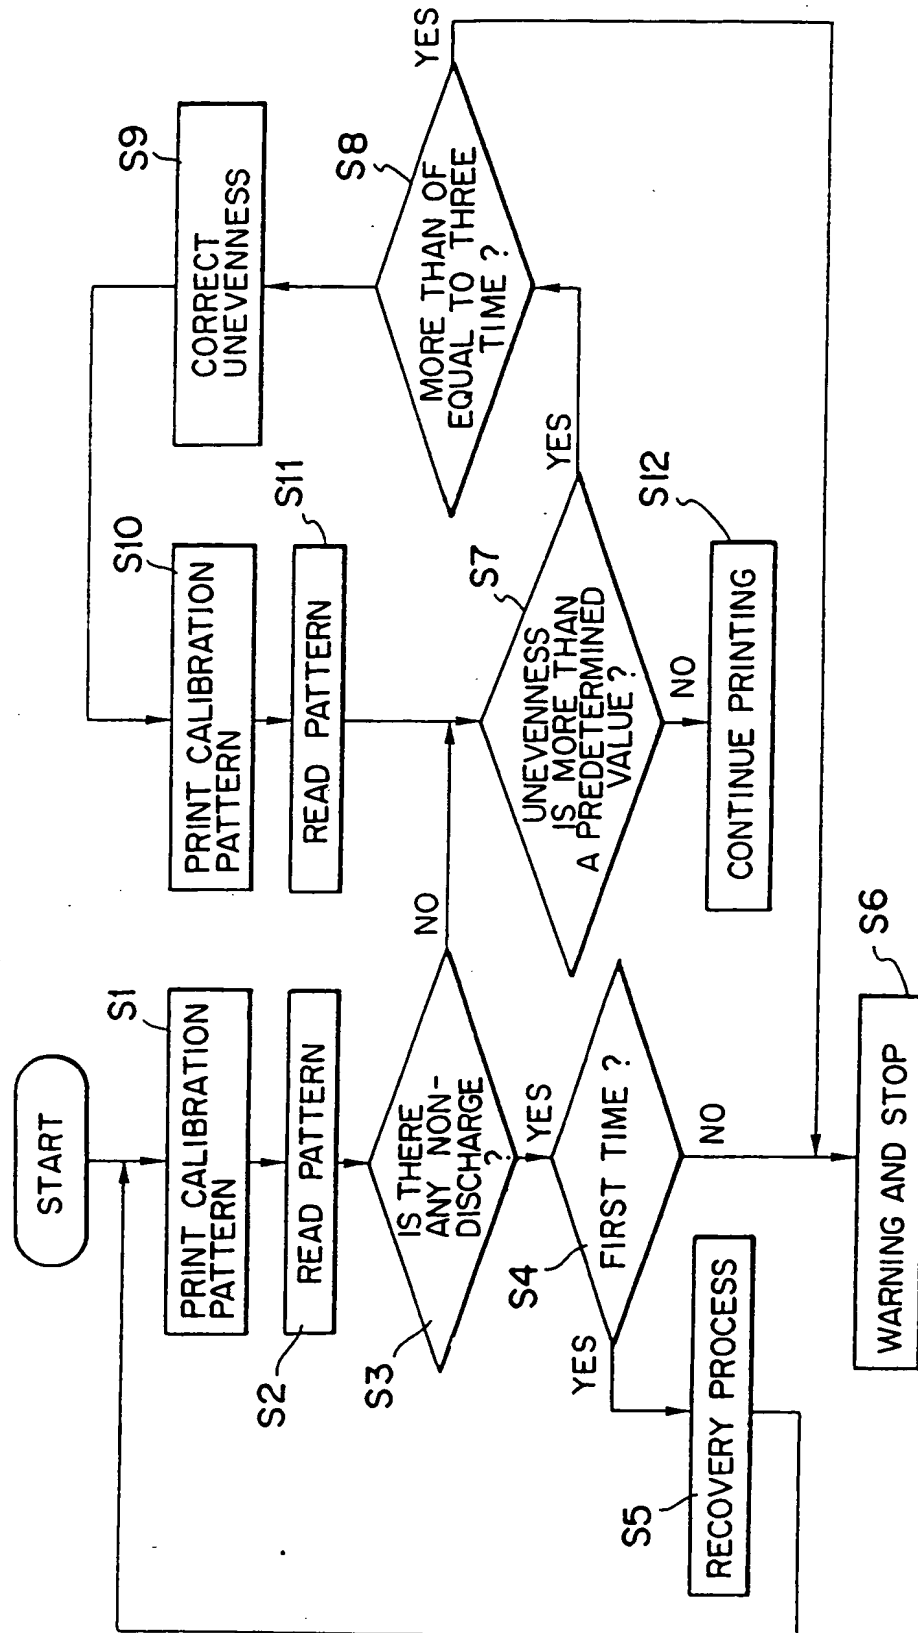 START
S1
PRINT CALIBRATION
PATTERN
S2
READ PATTERN
S3
IS THERE
ANY NON-
DISCHARGE
?
NO
YES
S4
FIRST TIME ?
YES
NO
S5
RECOVERY PROCESS
S6
WARNING AND STOP
S10
PRINT CALIBRATION
PATTERN
S11
READ PATTERN
S7
UNEVENNESS
IS MORE THAN
A PREDETERMINED
VALUE ?
YES
NO
S12
CONTINUE PRINTING
S9
CORRECT
UNEVENNESS
S8
MORE THAN OF
EQUAL TO THREE
TIME ?
YES